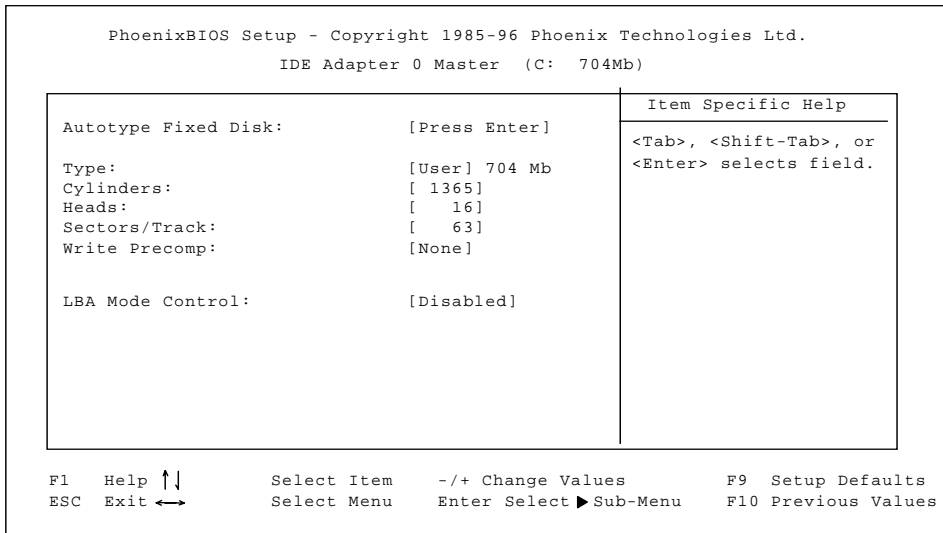 PhoenixBIOS Setup - Copyright 1985-96 Phoenix Technologies Ltd.
IDE Adapter 0 Master (C: 704Mb)
Item Specific Help
Autotype Fixed Disk: [Press Enter]
<Tab>, <Shift-Tab>, or
<Enter> selects field.
Type: [User] 704 Mb
Cylinders: [ 1365]
Heads: [ 16]
Sectors/Track: [ 63]
Write Precomp: [None]
LBA Mode Control: [Disabled]
F1 Help ↑↓ Select Item -/+ Change Values F9 Setup Defaults
ESC Exit ←→ Select Menu Enter Select ▶ Sub-Menu F10 Previous Values